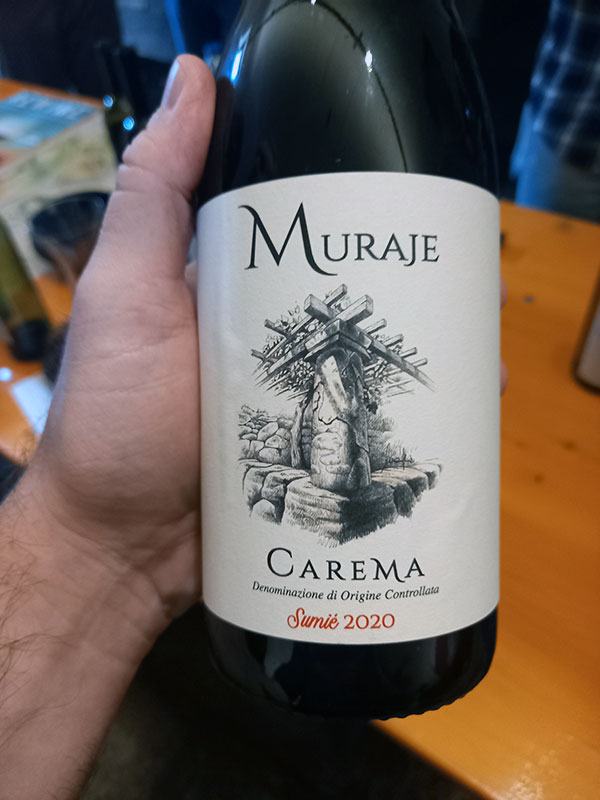 MURAJE
CAREMA
Denominazione di Origine Controllata
Sumié 2020